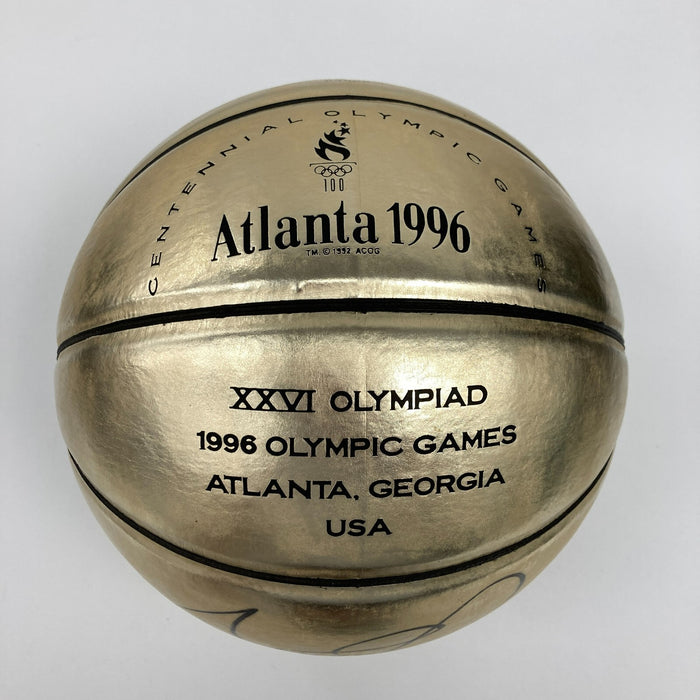 CENTENNIAL OLYMPIC GAMES
100
Atlanta 1996
TM, © 1992 ACOG
XXVI OLYMPIAD
1996 OLYMPIC GAMES
ATLANTA, GEORGIA
USA